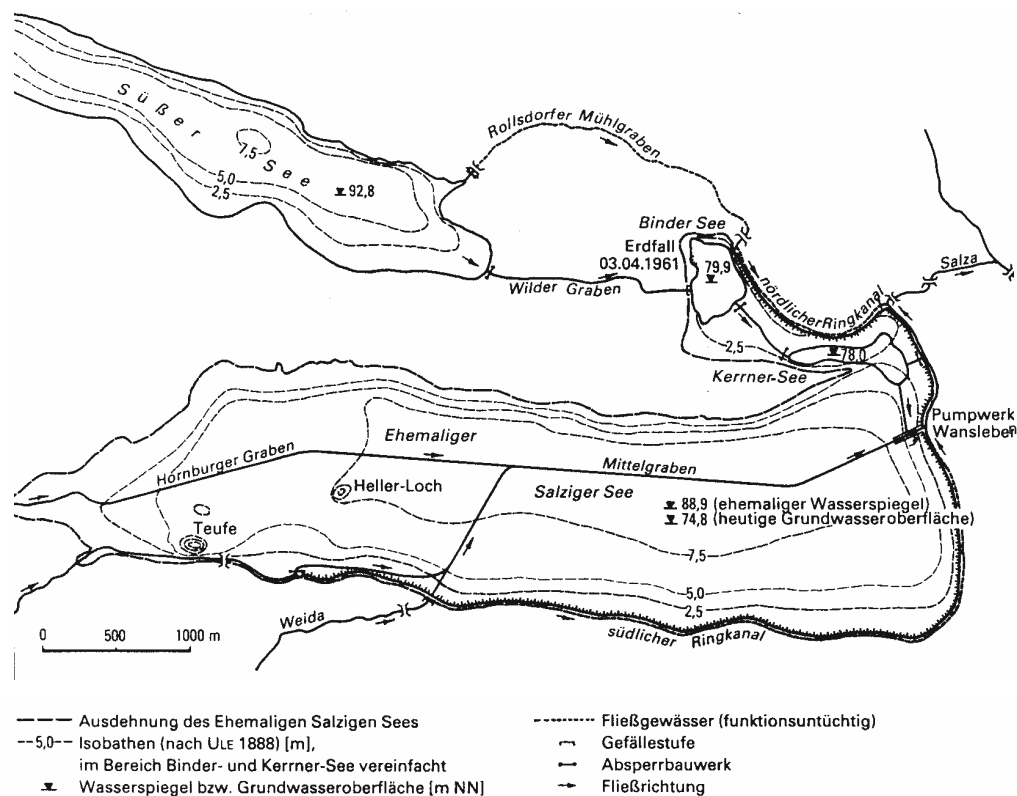 Süßer See
7,5
5,0
2,5
92,8
Rollsdorfer Mühlgraben
Binder See
Erdfall
03.04.1961
79,9
Wilder Graben
nördlicher Ringkanal
Salza
2,5
78,0
Kerrner-See
Pumpwerk
Wansleben
Ehemaliger
Hornburger Graben
Mittelgraben
Heller-Loch
Salziger See
88,9 (ehemaliger Wasserspiegel)
74,8 (heutige Grundwasseroberfläche)
Teufe
7,5
5,0
2,5
Weida
südlicher Ringkanal
0 500 1000 m
Ausdehnung des Ehemaligen Salzigen Sees
5,0 Isobathen (nach ULE 1888) [m],
im Bereich Binder- und Kerrner-See vereinfacht
Wasserspiegel bzw. Grundwasseroberfläche [m NN]
Fließgewässer (funktionsuntüchtig)
Gefällestufe
Absperrbauwerk
Fließrichtung